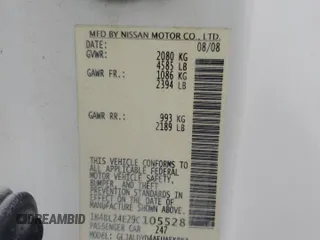 MFD BY NISSAN MOTOR CO., LTD.
DATE: 08/08
GVWR: 2080 KG
4585 LB
GAWR FR: 1086 KG
2394 LB
GAWR RR: 993 KG
2189 LB
THIS VEHICLE CONFORMS TO
ALL APPLICABLE FEDERAL
MOTOR VEHICLE SAFETY,
BUMPER, AND THEFT
PREVENTION STANDARDS IN
EFFECT ON THE DATE OF
MANUFACTURE SHOWN ABOVE.
1N4DL24E29C105528
PASSENGER CAR 247
MODEL:
DREAMBID